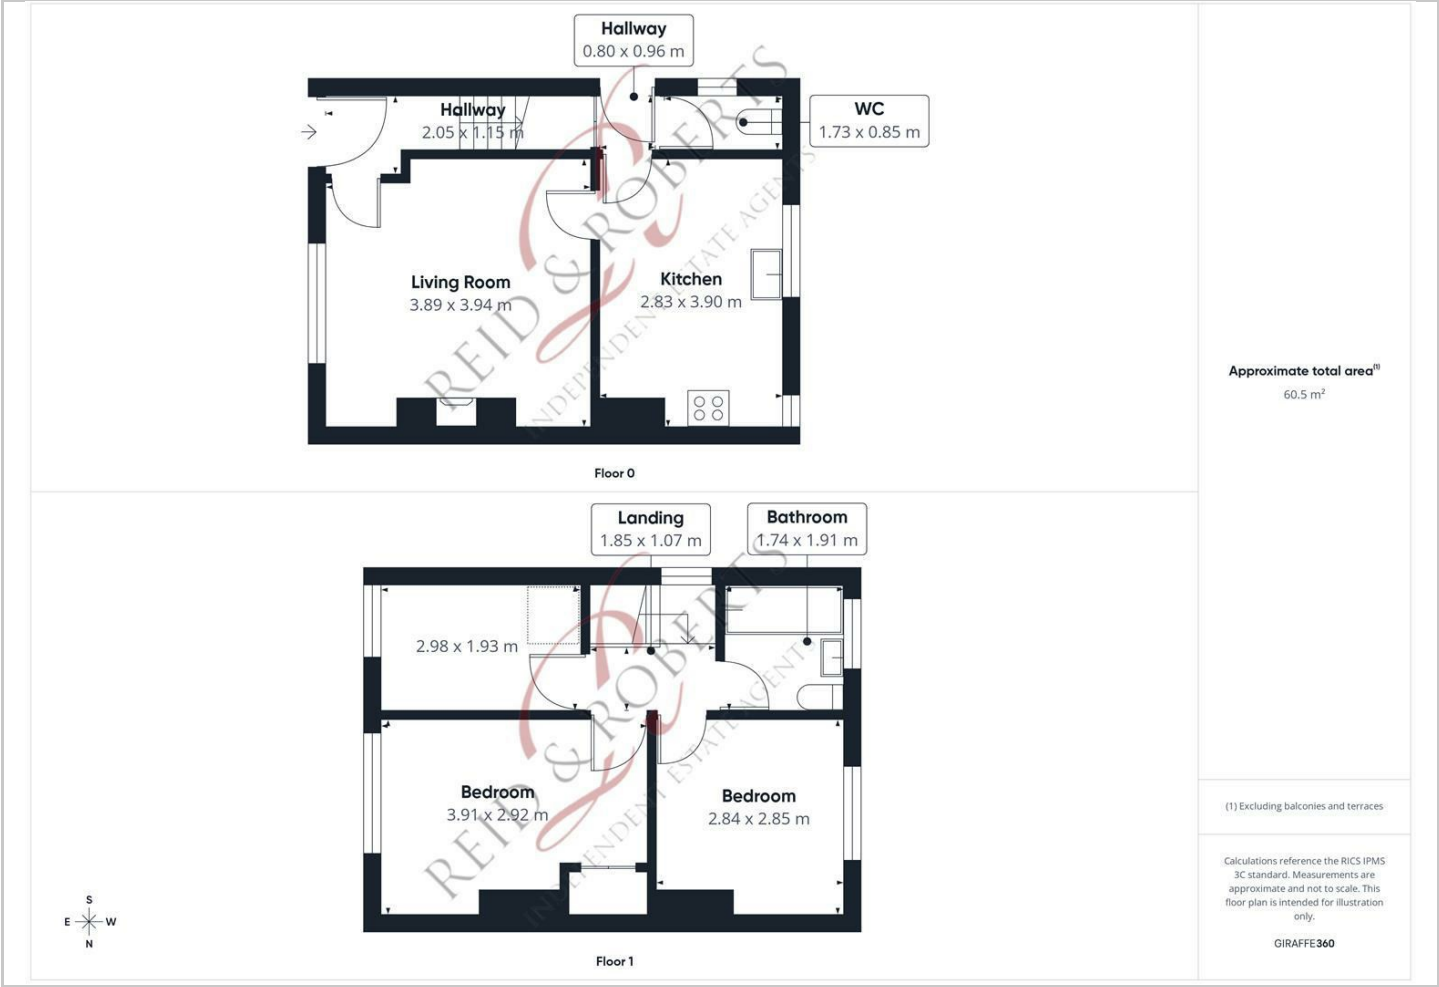 Hallway
0.80 x 0.96 m
Hallway
2.05 x 1.15 m
WC
1.73 x 0.85 m
Living Room
3.89 x 3.94 m
Kitchen
2.83 x 3.90 m
REID & ROBERTS
INDEPENDENT ESTATE AGENTS
Floor 0
Approximate total area(1)
60.5 m²
Landing
1.85 x 1.07 m
Bathroom
1.74 x 1.91 m
2.98 x 1.93 m
Bedroom
3.91 x 2.92 m
Bedroom
2.84 x 2.85 m
REID & ROBERTS
INDEPENDENT ESTATE AGENTS
S
E W
N
Floor 1
(1) Excluding balconies and terraces
Calculations reference the RICS IPMS
3C standard. Measurements are
approximate and not to scale. This
floor plan is intended for illustration
only.
GIRAFFE360